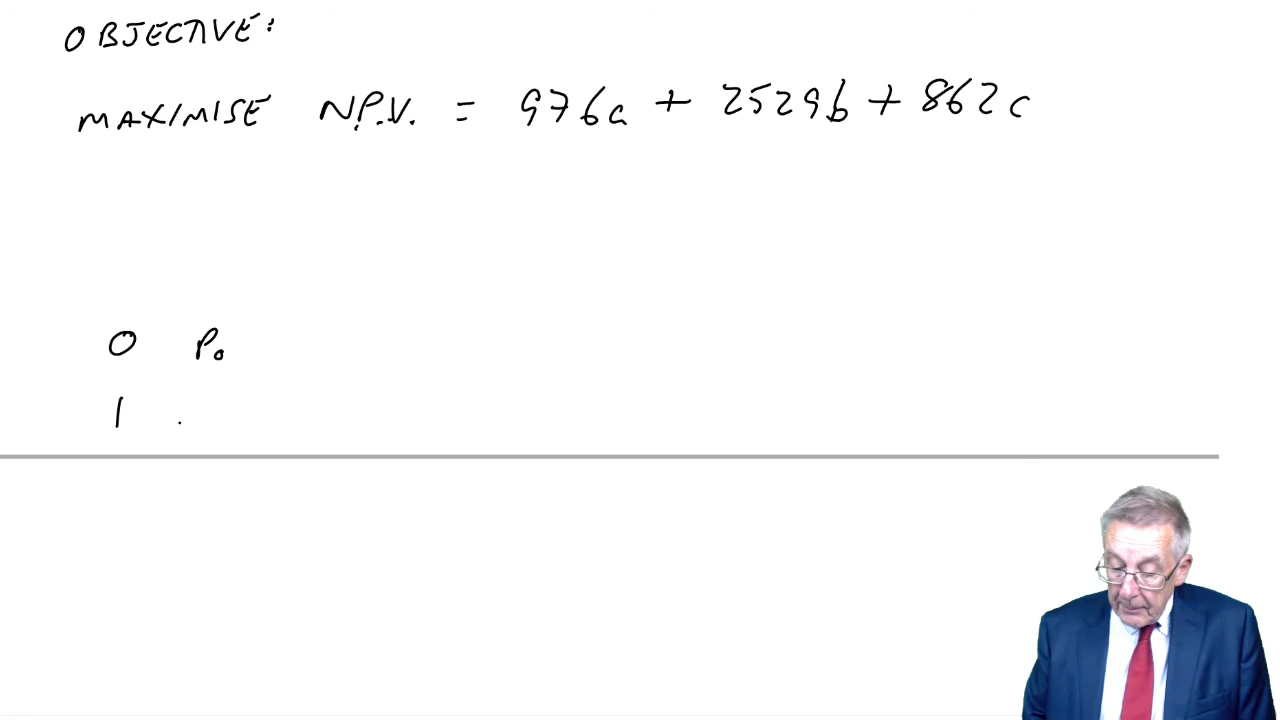 OBJECTIVE:
MAXIMISE N.P.V. = 976a + 2529b + 862c
0 P₀
1 .